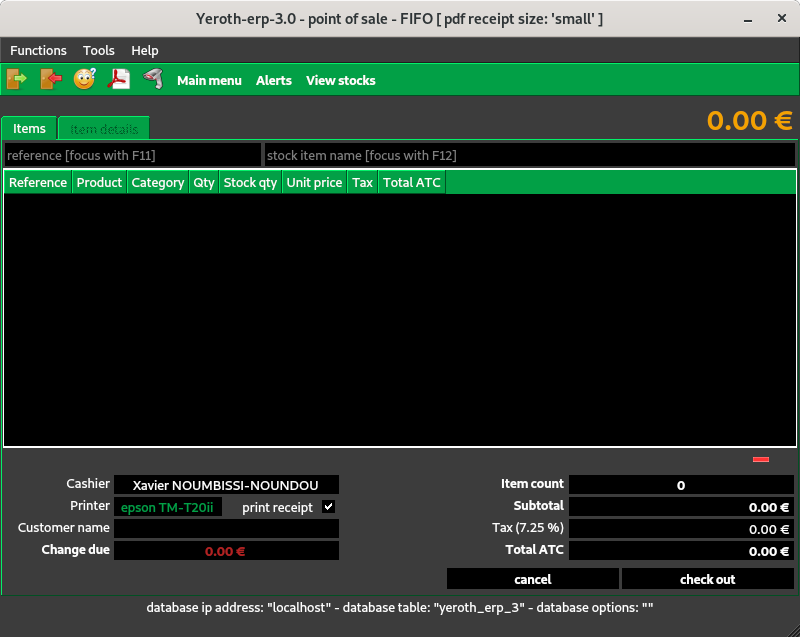 Yeroth-erp-3.0 - point of sale - FIFO [ pdf receipt size: 'small' ]
Functions Tools Help
Main menu Alerts View stocks
0.00 €
Items Item details
reference [focus with F11] stock item name [focus with F12]
Reference Product Category Qty Stock qty Unit price Tax Total ATC
Cashier Xavier NOUMBISSI-NOUNDOU
Printer epson TM-T20ii print receipt
Customer name
Change due 0.00 €
Item count 0
Subtotal 0.00 €
Tax (7.25 %) 0.00 €
Total ATC 0.00 €
cancel check out
database ip address: "localhost" - database table: "yeroth_erp_3" - database options: ""